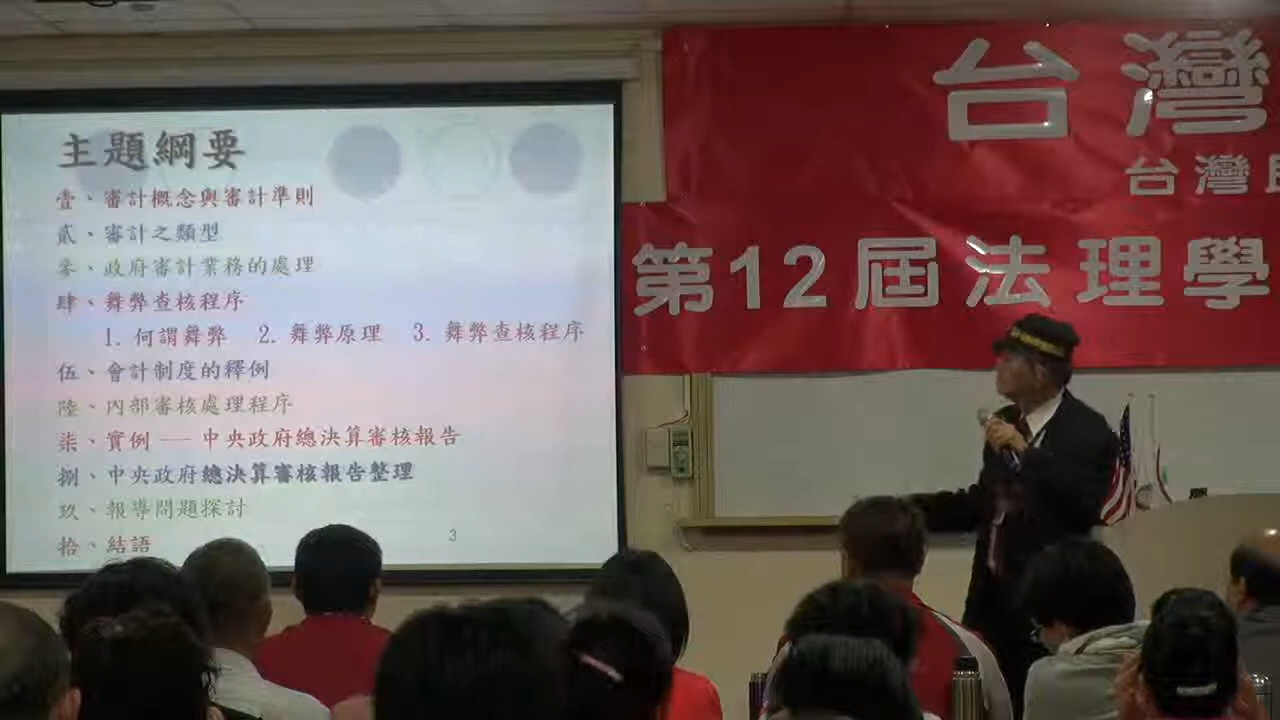 主題綱要
壹、審計概念與審計準則
貳、審計之類型
參、政府審計業務的處理
肆、舞弊查核程序
1. 何謂舞弊 2. 舞弊原理 3. 舞弊查核程序
伍、會計制度的釋例
陸、內部審核處理程序
柒、實例 ── 中央政府總決算審核報告
捌、中央政府總決算審核報告整理
玖、報導問題探討
拾、結語
3
台灣
台灣
第12屆法理學